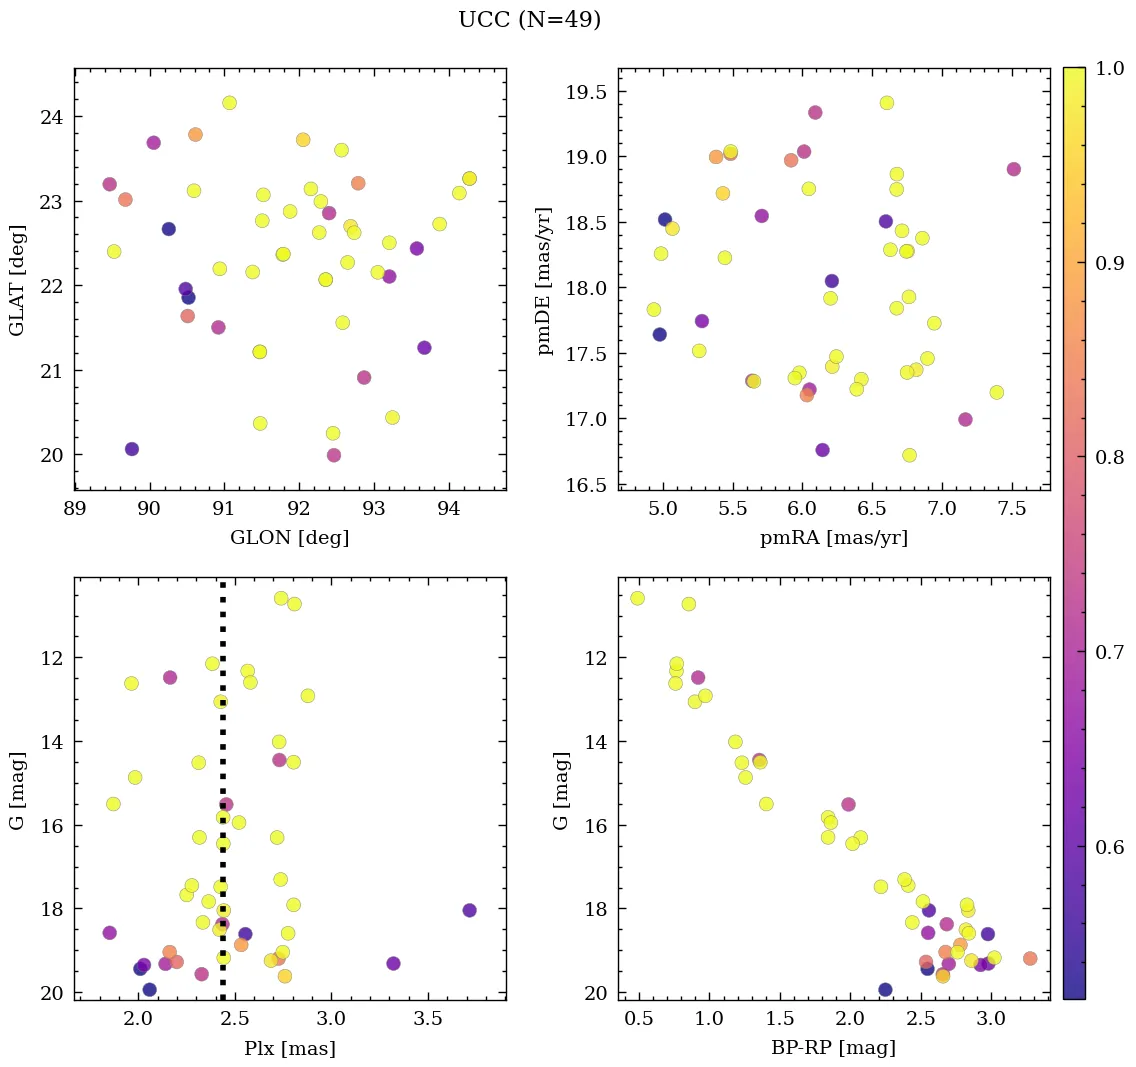 UCC (N=49)
24
23
22
21
20
GLAT [deg]
89 90 91 92 93 94
GLON [deg]
19.5
19.0
18.5
18.0
17.5
17.0
16.5
pmDE [mas/yr]
5.0 5.5 6.0 6.5 7.0 7.5
pmRA [mas/yr]
1.0
0.9
0.8
0.7
0.6
12
14
16
18
20
G [mag]
2.0 2.5 3.0 3.5
Plx [mas]
12
14
16
18
20
G [mag]
0.5 1.0 1.5 2.0 2.5 3.0
BP-RP [mag]